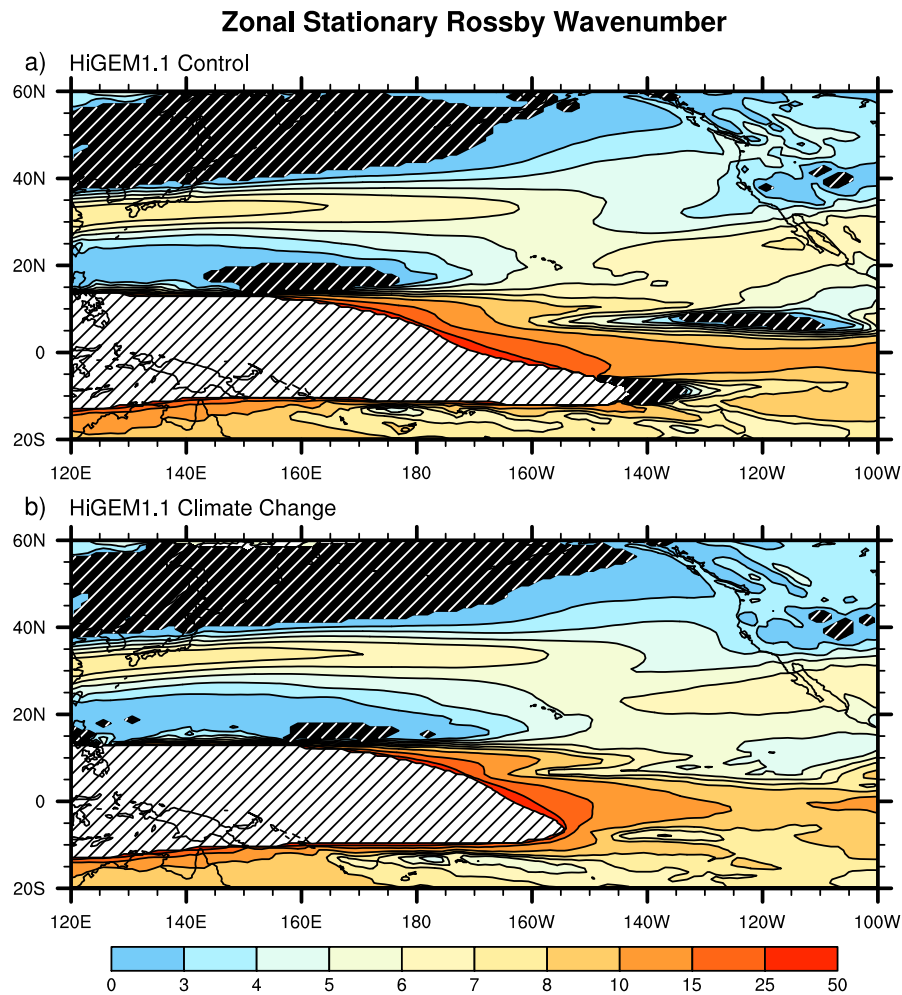 Zonal Stationary Rossby Wavenumber
a) HiGEM1.1 Control
60N
40N
20N
0
20S
120E 140E 160E 180 160W 140W 120W 100W
b) HiGEM1.1 Climate Change
60N
40N
20N
0
20S
120E 140E 160E 180 160W 140W 120W 100W
0 3 4 5 6 7 8 10 15 25 50